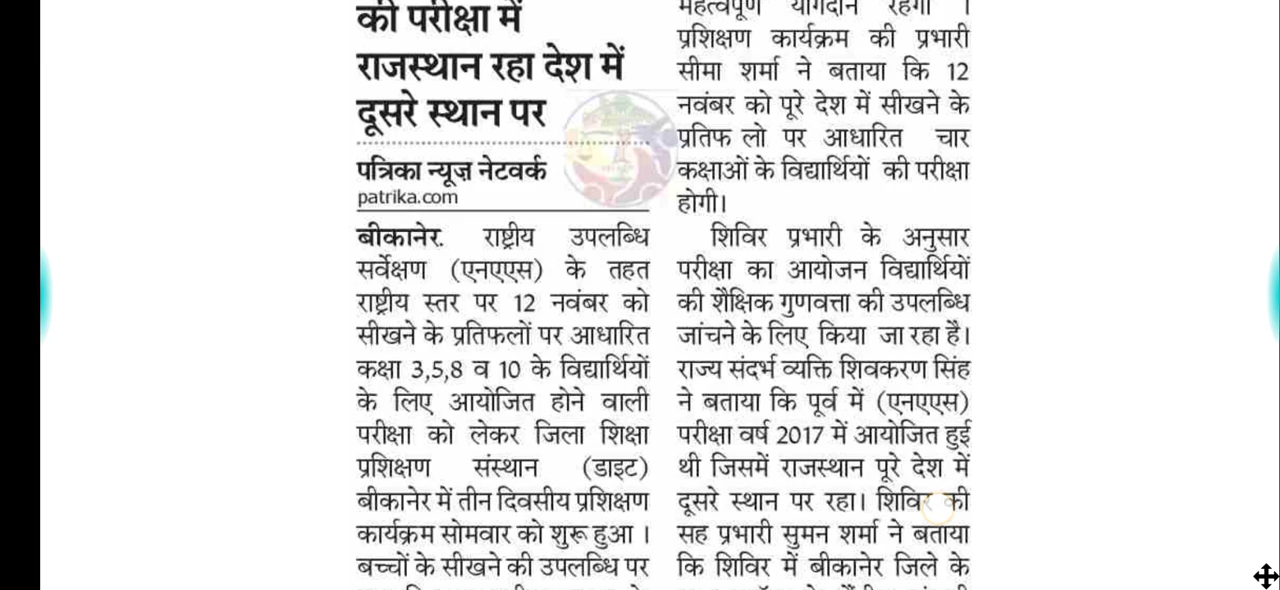 की परीक्षा में
राजस्थान रहा देश में
दूसरे स्थान पर
पत्रिका न्यूज़ नेटवर्क
patrika.com
बीकानेर. राष्ट्रीय उपलब्धि
सर्वेक्षण (एनएएस) के तहत
राष्ट्रीय स्तर पर 12 नवंबर को
सीखने के प्रतिफलों पर आधारित
कक्षा 3,5,8 व 10 के विद्यार्थियों
के लिए आयोजित होने वाली
परीक्षा को लेकर जिला शिक्षा
प्रशिक्षण संस्थान (डाइट)
बीकानेर में तीन दिवसीय प्रशिक्षण
कार्यक्रम सोमवार को शुरू हुआ ।
बच्चों के सीखने की उपलब्धि पर
महत्वपूर्ण योगदान रहेगा ।
प्रशिक्षण कार्यक्रम की प्रभारी
सीमा शर्मा ने बताया कि 12
नवंबर को पूरे देश में सीखने के
प्रतिफ लो पर आधारित चार
कक्षाओं के विद्यार्थियों की परीक्षा
होगी।
शिविर प्रभारी के अनुसार
परीक्षा का आयोजन विद्यार्थियों
की शैक्षिक गुणवत्ता की उपलब्धि
जांचने के लिए किया जा रहा है।
राज्य संदर्भ व्यक्ति शिवकरण सिंह
ने बताया कि पूर्व में (एनएएस)
परीक्षा वर्ष 2017 में आयोजित हुई
थी जिसमें राजस्थान पूरे देश में
दूसरे स्थान पर रहा। शिविर की
सह प्रभारी सुमन शर्मा ने बताया
कि शिविर में बीकानेर जिले के